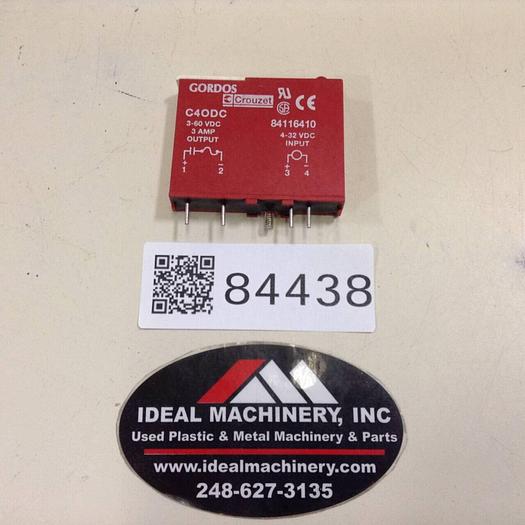 GORDOS
Crouzet
C4ODC
84116410
3-60 VDC
3 AMP
OUTPUT
4-32 VDC
INPUT
+ −
1 2
+ −
3 4
84438
IDEAL MACHINERY, INC
Used Plastic & Metal Machinery & Parts
www.idealmachinery.com
248-627-3135